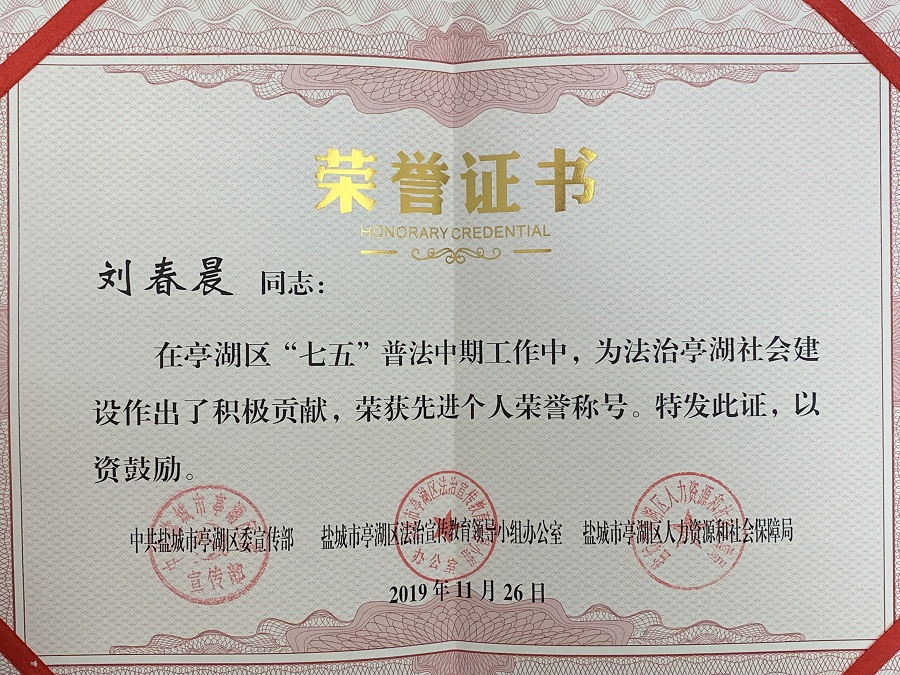 荣誉证书
HONORARY CREDENTIAL
刘春晨 同志：
在亭湖区“七五”普法中期工作中，为法治亭湖社会建
设作出了积极贡献，荣获先进个人荣誉称号。特发此证，以
资鼓励。
中共盐城市亭湖区委宣传部 盐城市亭湖区法治宣传教育领导小组办公室 盐城市亭湖区人力资源和社会保障局
宣传部
办公室
2019年11月26日